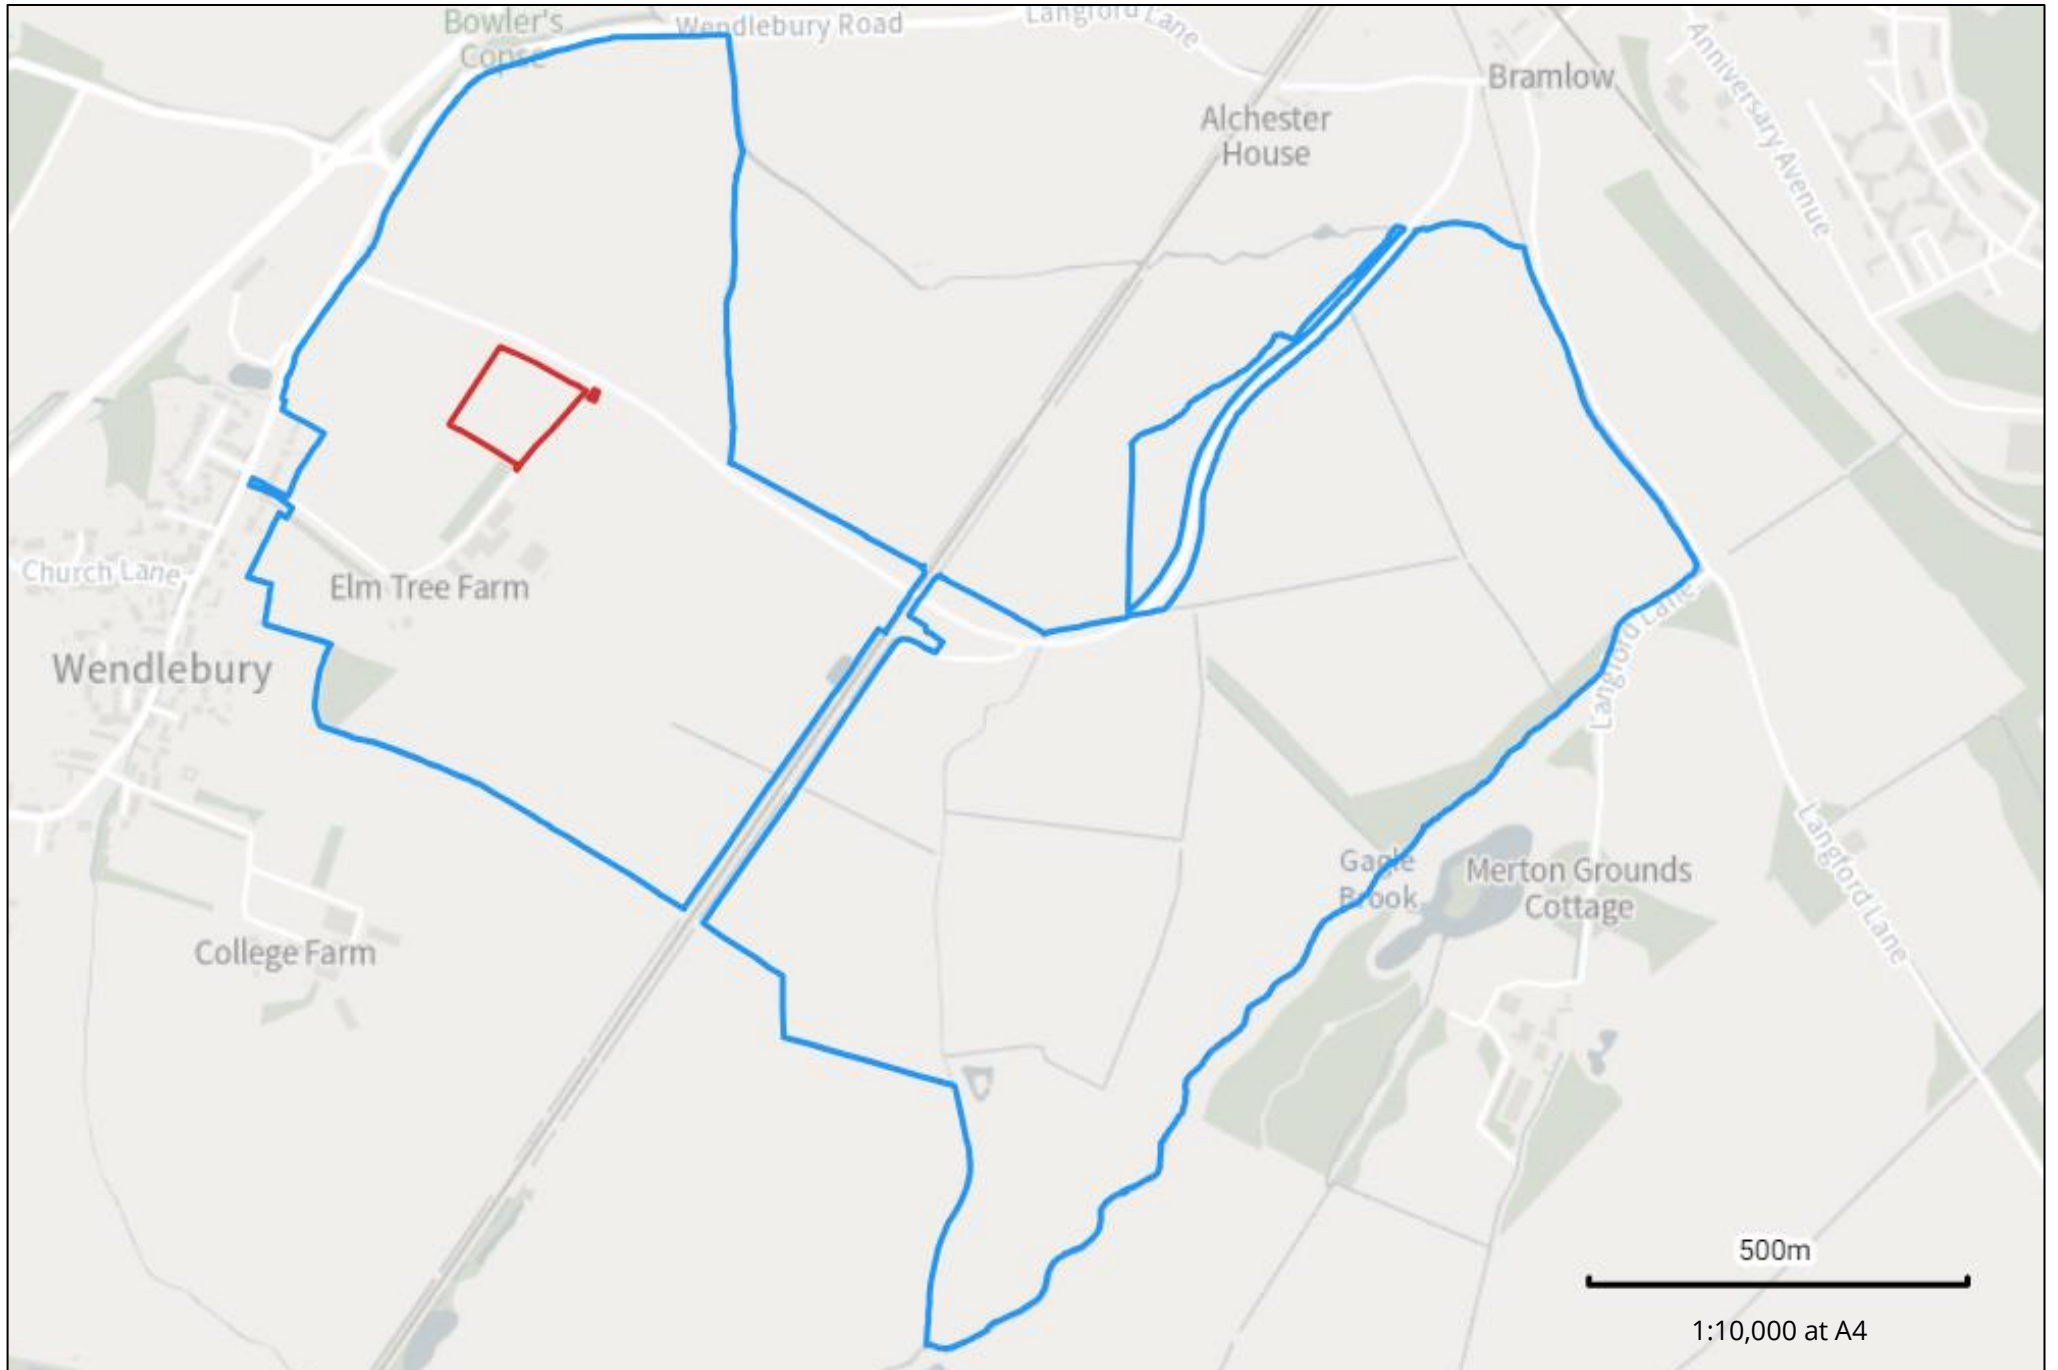 Bowler's
Copse
Wendlebury Road
Langford Lane
Anniversary Avenue
Bramlow
Alchester
House
Church Lane
Elm Tree Farm
Wendlebury
Langford Lane
Gagle
Brook
Merton Grounds
Cottage
Langford Lane
College Farm
500m
1:10,000 at A4